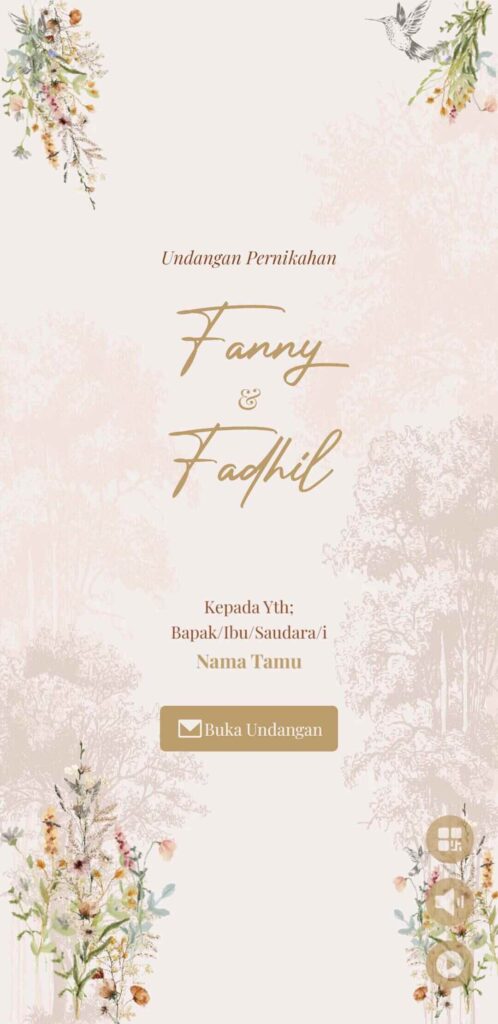 Undangan Pernikahan
Fanny
&
Fadhil
Kepada Yth;
Bapak/Ibu/Saudara/i
Nama Tamu
Buka Undangan